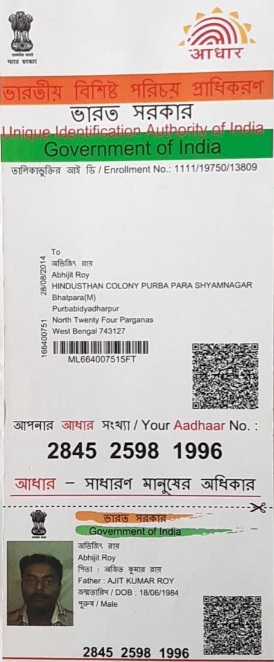 भारत सरकार
आधार
ভারতীয় বিশিষ্ট পরিচয় প্রাধিকরণ
ভারত সরকার
Unique Identification Authority of India
Government of India
তালিকাভুক্তির আই ডি / Enrollment No.: 1111/19750/13809
28/08/2014
To
অভিজিৎ রায়
Abhijit Roy
HINDUSTHAN COLONY PURBA PARA SHYAMNAGAR
Bhatpara(M)
Purbabidyadharpur
North Twenty Four Parganas
West Bengal 743127
166400751
ML664007515FT
আপনার আধার সংখ্যা / Your Aadhaar No. :
2845 2598 1996
আধার – সাধারণ মানুষের অধিকার
ভারত সরকার
Government of India
অভিজিৎ রায়
Abhijit Roy
পিতা : অজিত কুমার রায়
Father : AJIT KUMAR ROY
জন্মতারিখ / DOB : 18/06/1984
পুরুষ / Male
2845 2598 1996